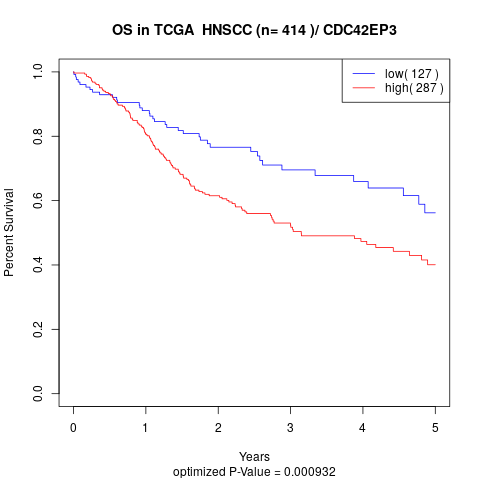 OS in TCGA  HNSCC (n= 414 )/ CDC42EP3
low( 127 )
high( 287 )
Percent Survival
1.0
0.8
0.6
0.4
0.2
0.0
0 1 2 3 4 5
Years
optimized P-Value = 0.000932